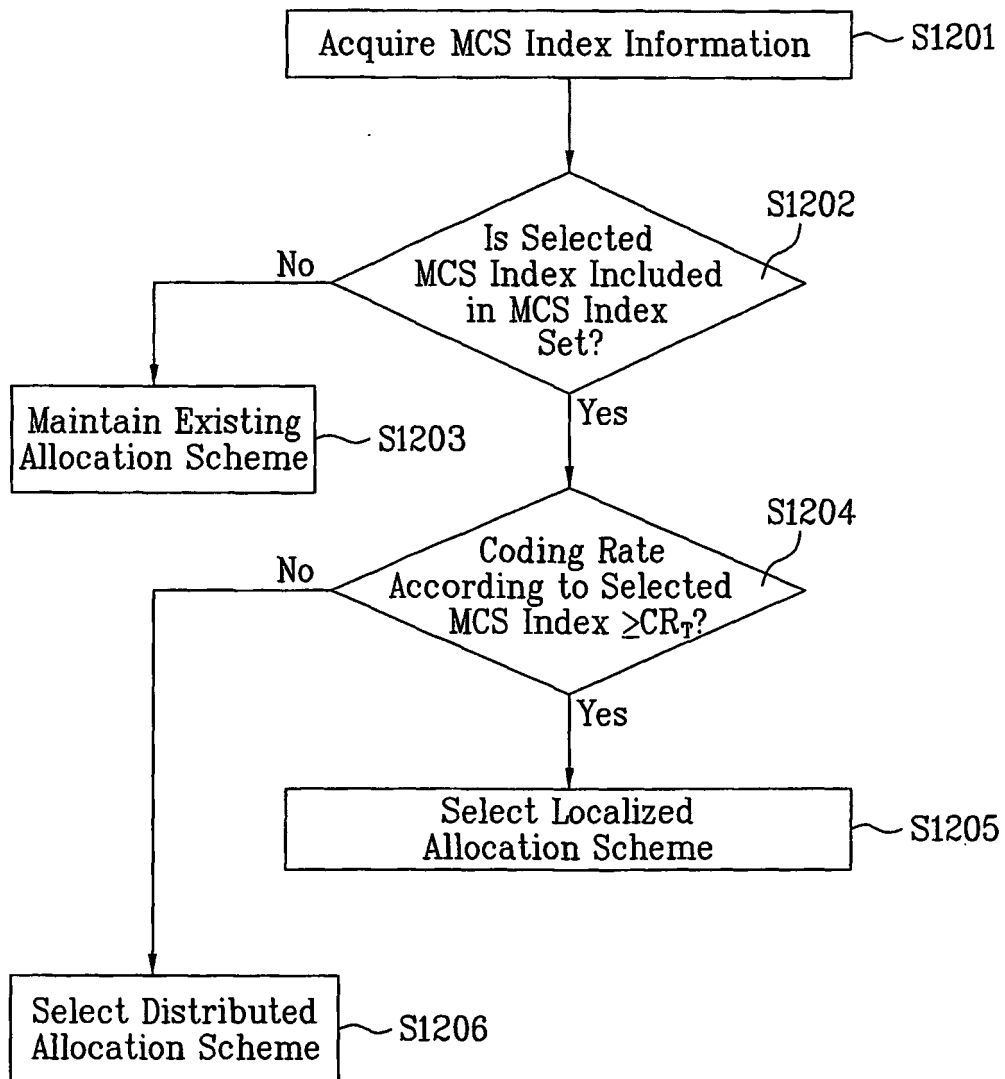 Acquire MCS Index Information
S1201
S1202
Is Selected
MCS Index Included
in MCS Index
Set?
No
Yes
Maintain Existing
Allocation Scheme
S1203
S1204
Coding Rate
According to Selected
MCS Index ≥CR_T?
No
Yes
Select Localized
Allocation Scheme
S1205
Select Distributed
Allocation Scheme
S1206